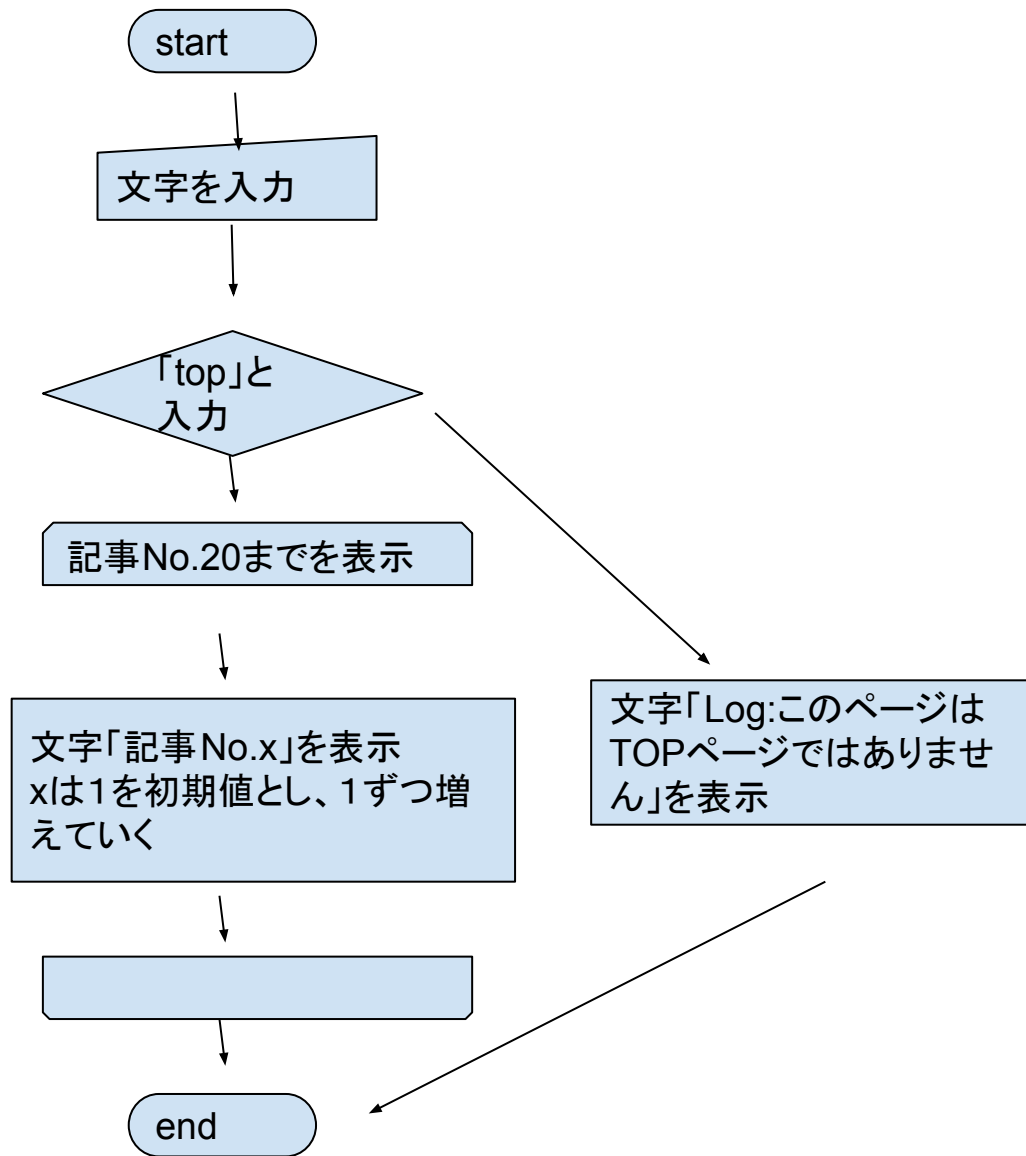 start
文字を入力
「top」と
入力
記事No.20までを表示
文字「記事No.x」を表示
xは１を初期値とし、１ずつ増
えていく
文字「Log:このページは
TOPページではありませ
ん」を表示
end